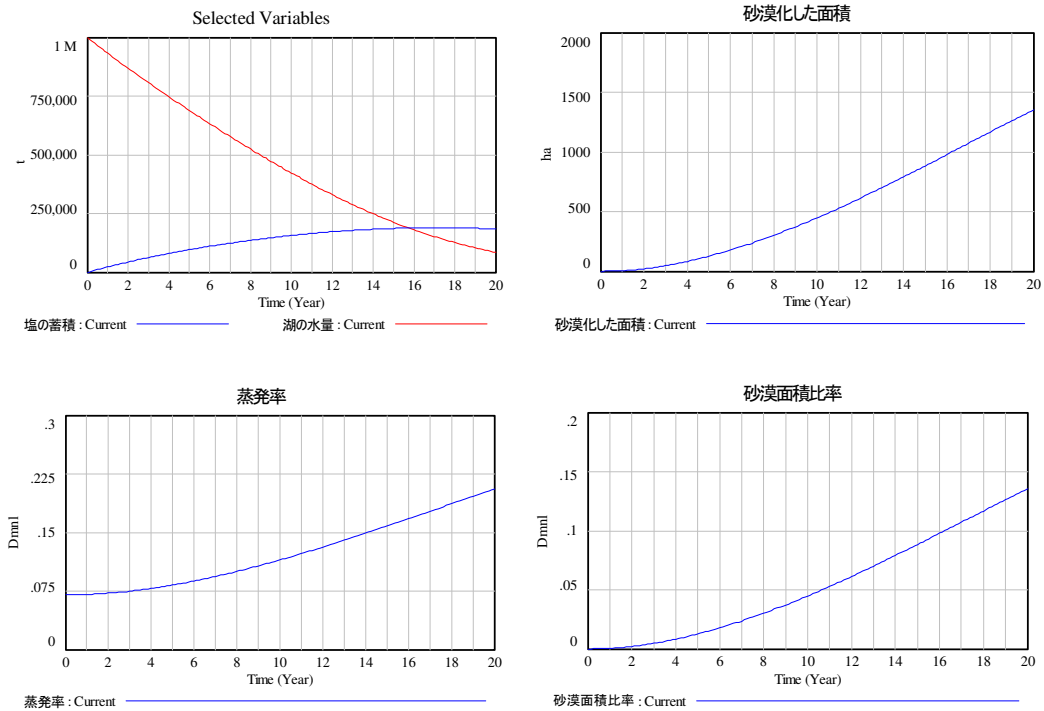 Selected Variables
1 M
750,000
500,000
250,000
0
t
0 2 4 6 8 10 12 14 16 18 20
Time (Year)
塩の蓄積 : Current 湖の水量 : Current
砂漠化した面積
2000
1500
1000
500
0
ha
0 2 4 6 8 10 12 14 16 18 20
Time (Year)
砂漠化した面積 : Current
蒸発率
.3
.225
.15
.075
0
Dmnl
0 2 4 6 8 10 12 14 16 18 20
Time (Year)
蒸発率 : Current
砂漠面積比率
.2
.15
.1
.05
0
Dmnl
0 2 4 6 8 10 12 14 16 18 20
Time (Year)
砂漠面積比率 : Current